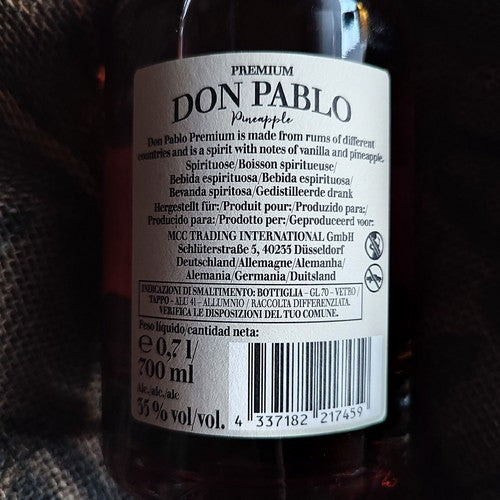 PREMIUM
DON PABLO
Pineapple
Don Pablo Premium is made from rums of different
countries and is a spirit with notes of vanilla and pineapple.
Spirituose/Boisson spiritueuse/
Bebida espirituosa/Bebida espirituosa/
Bevanda spiritosa/Gedistilleerde drank
Hergestellt für:/Produit pour:/Produzido para:/
Producido para:/Prodotto per:/Geproduceerd voor:
MCC TRADING INTERNATIONAL GmbH
Schlüterstraße 5, 40235 Düsseldorf
Deutschland/Allemagne/Alemanha/
Alemania/Germania/Duitsland
INDICAZIONI DI SMALTIMENTO: BOTTIGLIA - GL 70 - VETRO /
TAPPO - ALU 41 - ALLUMNIO / RACCOLTA DIFFERENZIATA.
VERIFICA LE DISPOSIZIONI DEL TUO COMUNE.
Peso líquido/cantidad neta:
℮ 0,7 l/
700 ml
Alc./alc./alc
35 % vol/vol.
4 337182 217459